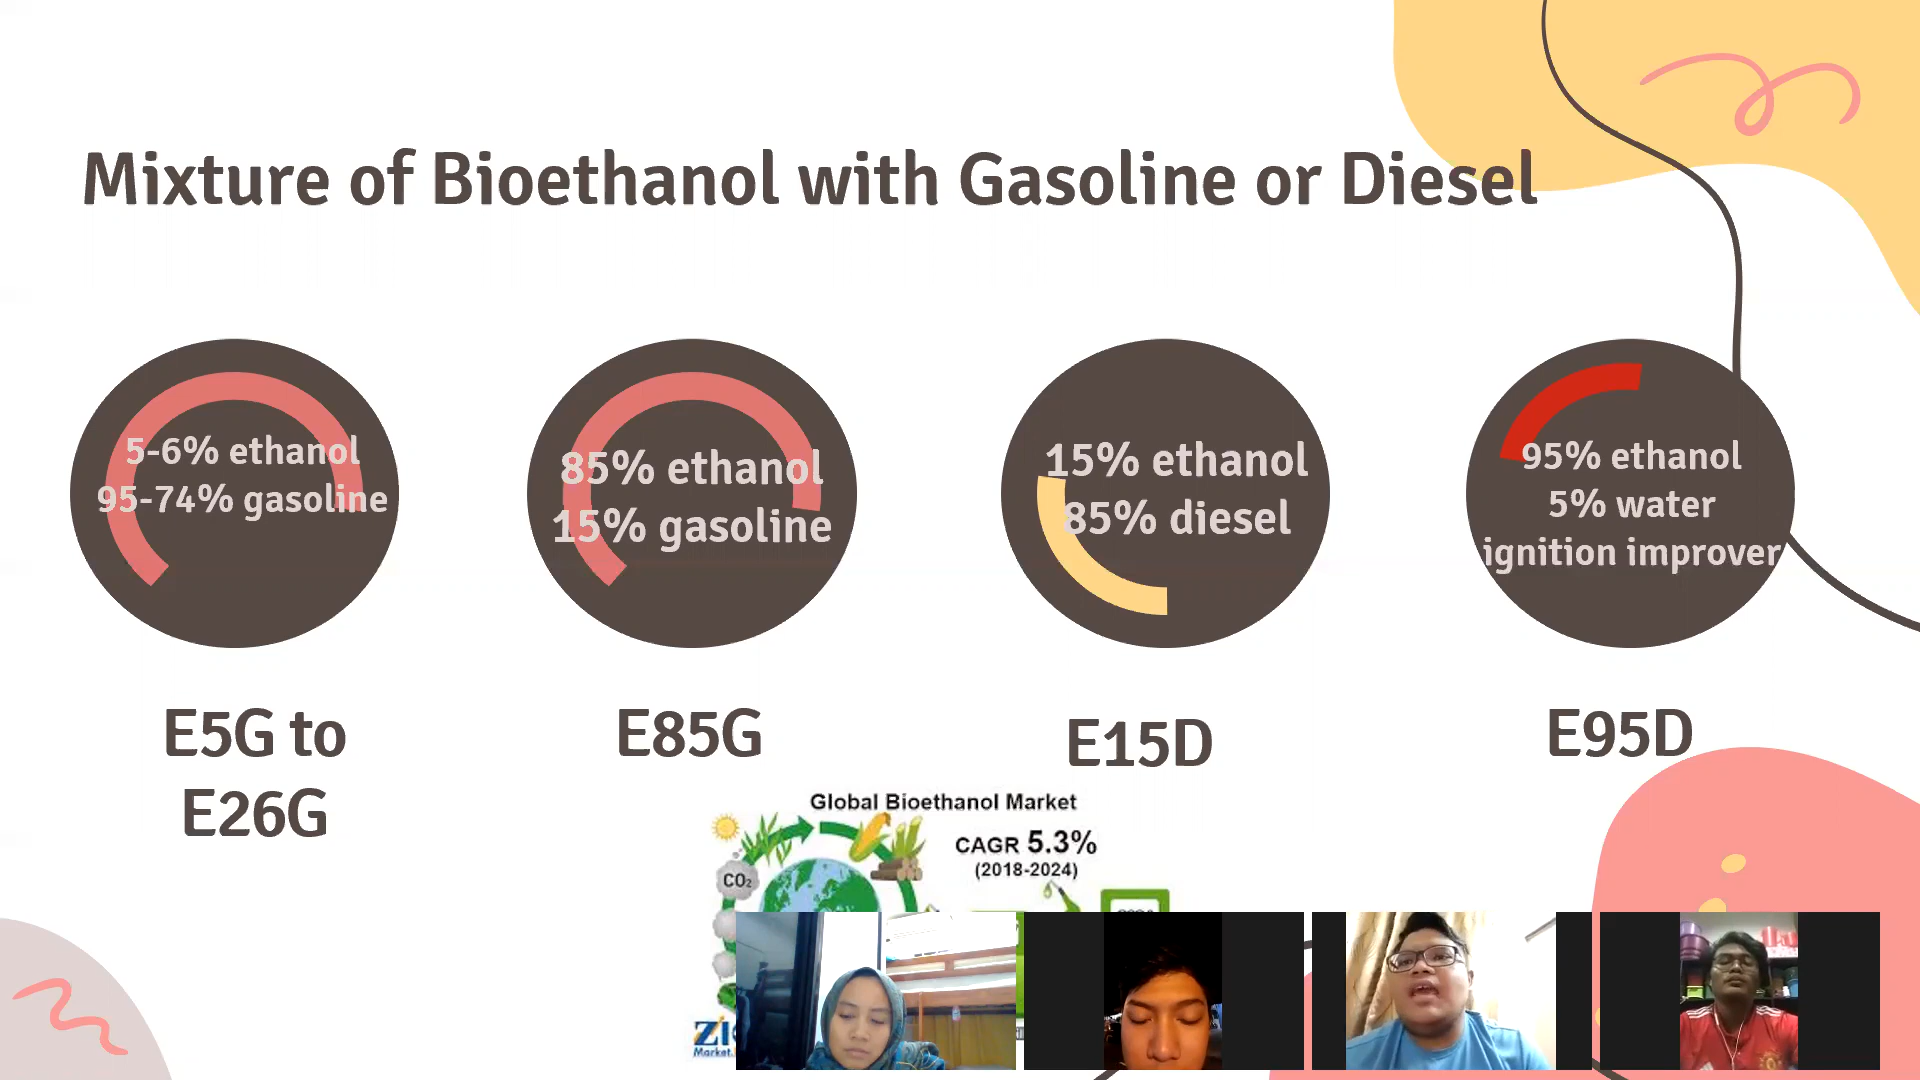 Mixture of Bioethanol with Gasoline or Diesel
5-6% ethanol
95-74% gasoline
85% ethanol
15% gasoline
15% ethanol
85% diesel
95% ethanol
5% water
ignition improver
E5G to
E26G
E85G
E15D
E95D
Global Bioethanol Market
CAGR 5.3%
(2018-2024)
CO₂
Market.